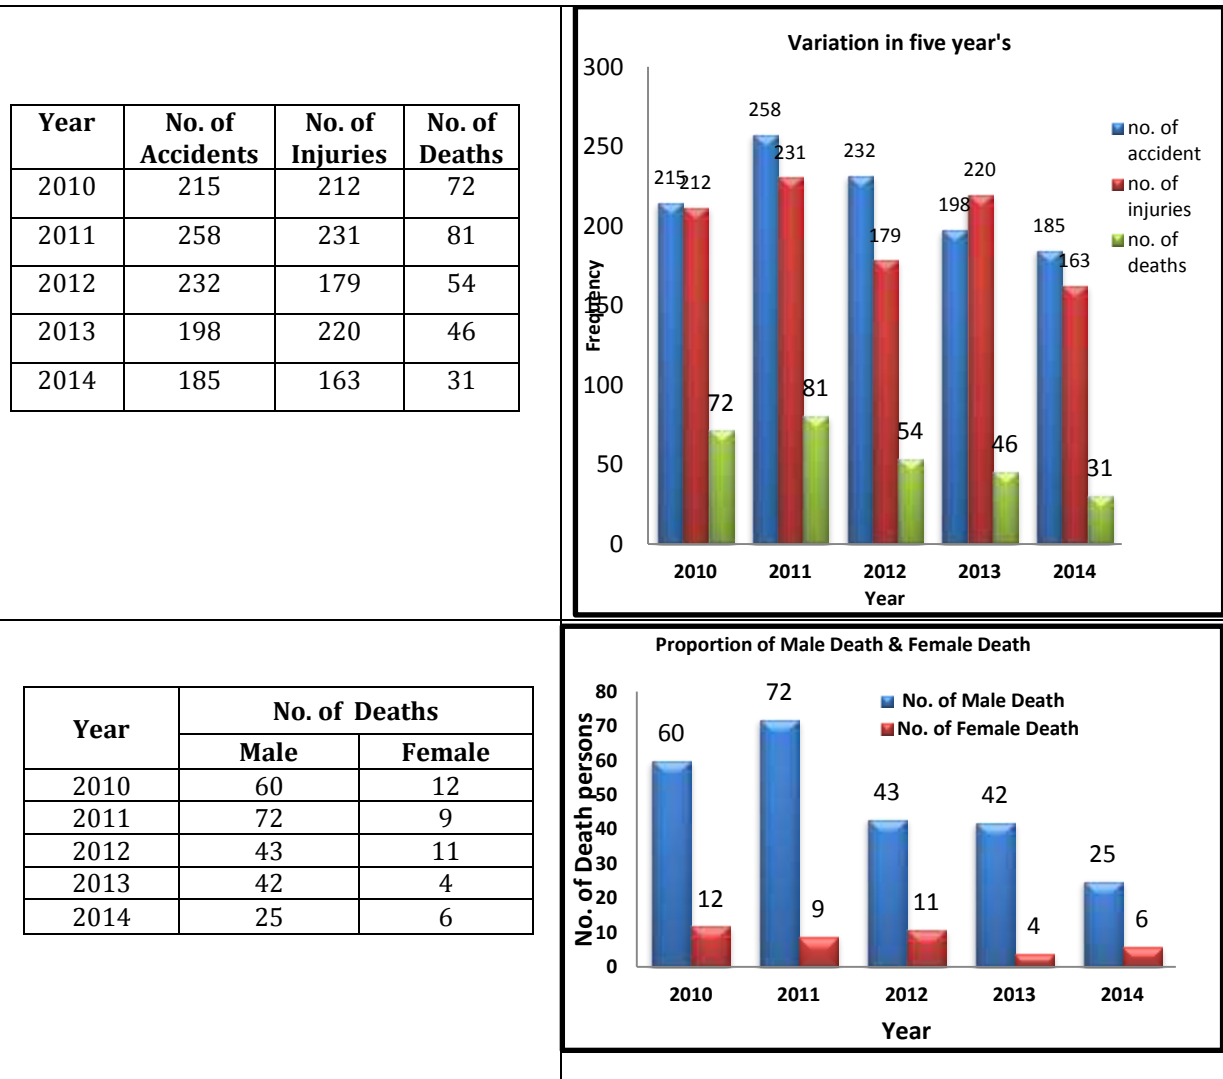 Year No. of Accidents No. of Injuries No. of Deaths
2010 215 212 72
2011 258 231 81
2012 232 179 54
2013 198 220 46
2014 185 163 31
Variation in five year's
300
250
200
150
100
50
0
Frequency
215 212 72
258 231 81
232 179 54
198 220 46
185 163 31
2010 2011 2012 2013 2014
Year
no. of
accident
no. of
injuries
no. of
deaths
Year No. of Deaths
Male Female
2010 60 12
2011 72 9
2012 43 11
2013 42 4
2014 25 6
Proportion of Male Death & Female Death
No. of Male Death
No. of Female Death
80
70
60
50
40
30
20
10
0
No. of Death persons
60 12
72 9
43 11
42 4
25 6
2010 2011 2012 2013 2014
Year